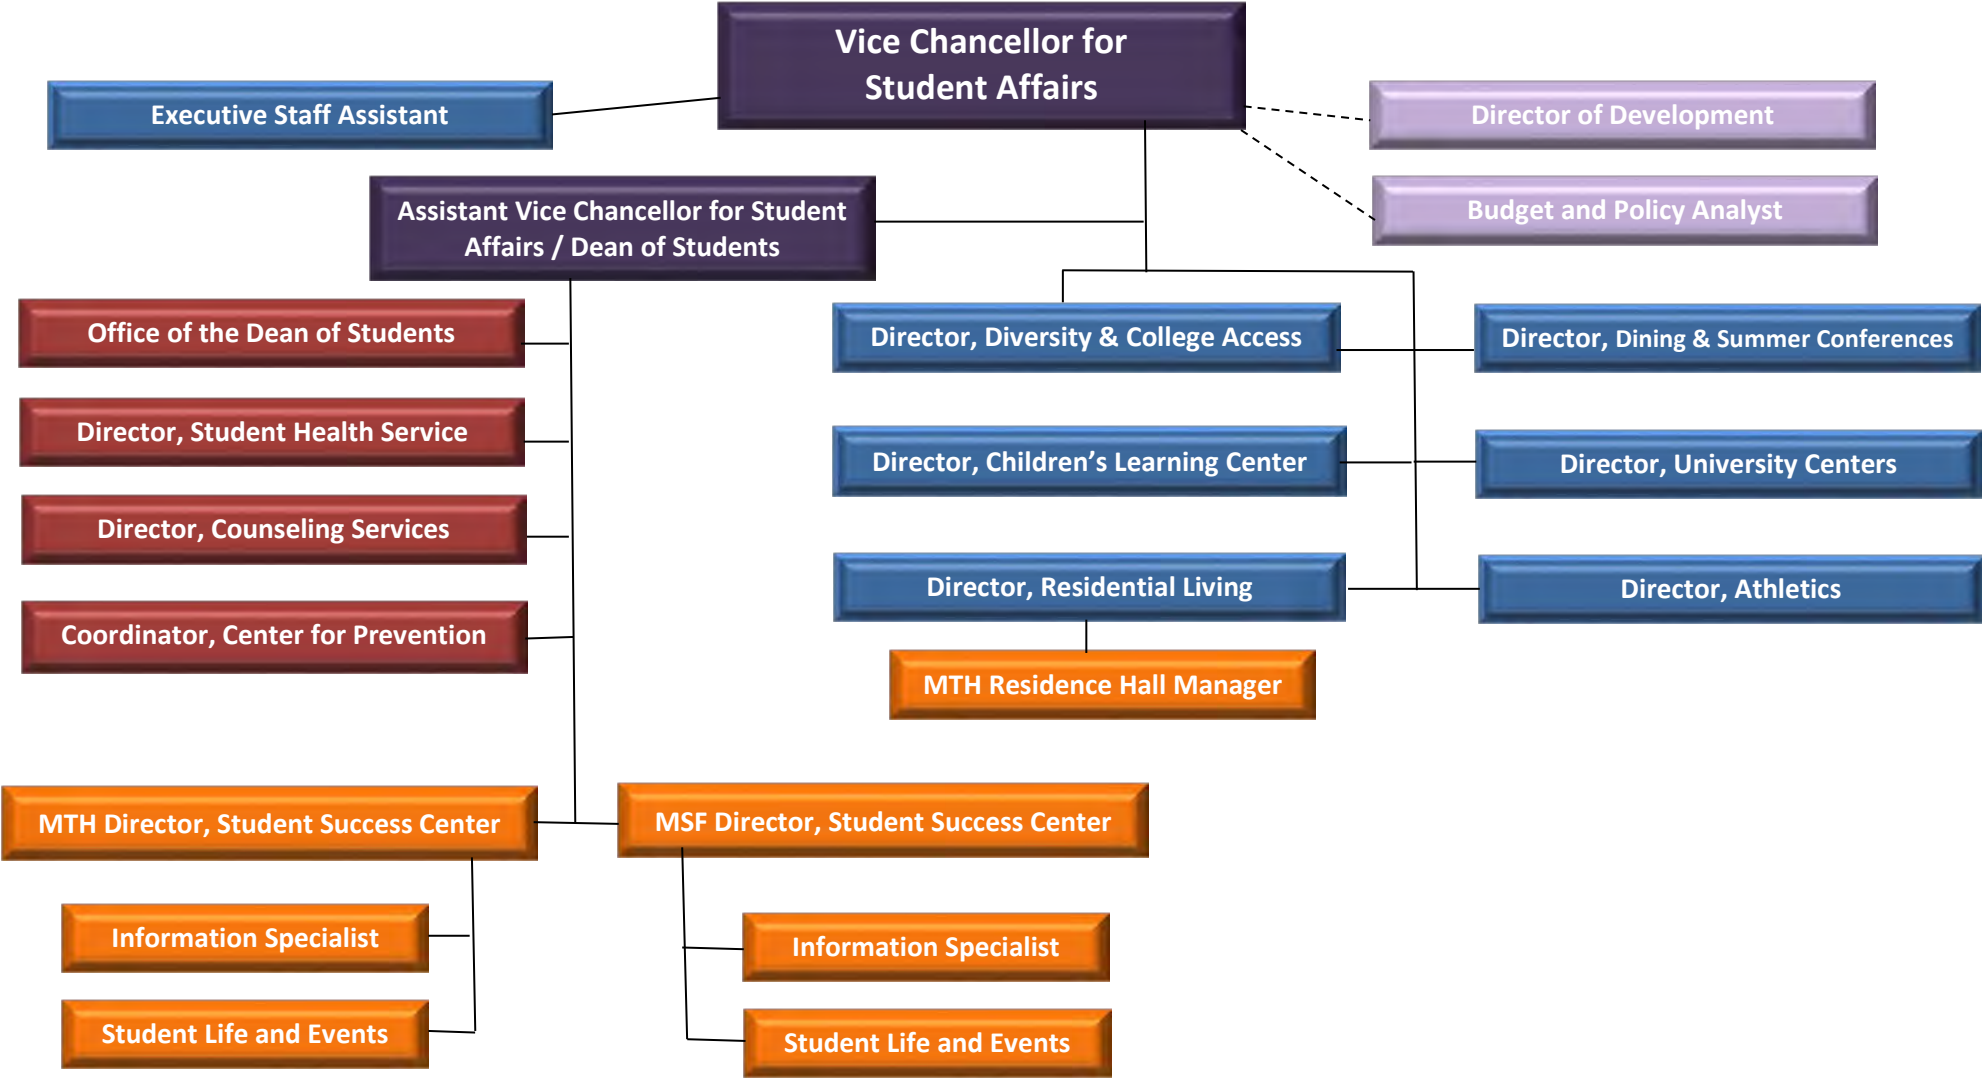 Vice Chancellor for
Student Affairs
Executive Staff Assistant
Director of Development
Assistant Vice Chancellor for Student
Affairs / Dean of Students
Budget and Policy Analyst
Office of the Dean of Students
Director, Diversity & College Access
Director, Dining & Summer Conferences
Director, Student Health Service
Director, Children’s Learning Center
Director, University Centers
Director, Counseling Services
Director, Residential Living
Director, Athletics
Coordinator, Center for Prevention
MTH Residence Hall Manager
MTH Director, Student Success Center
MSF Director, Student Success Center
Information Specialist
Information Specialist
Student Life and Events
Student Life and Events